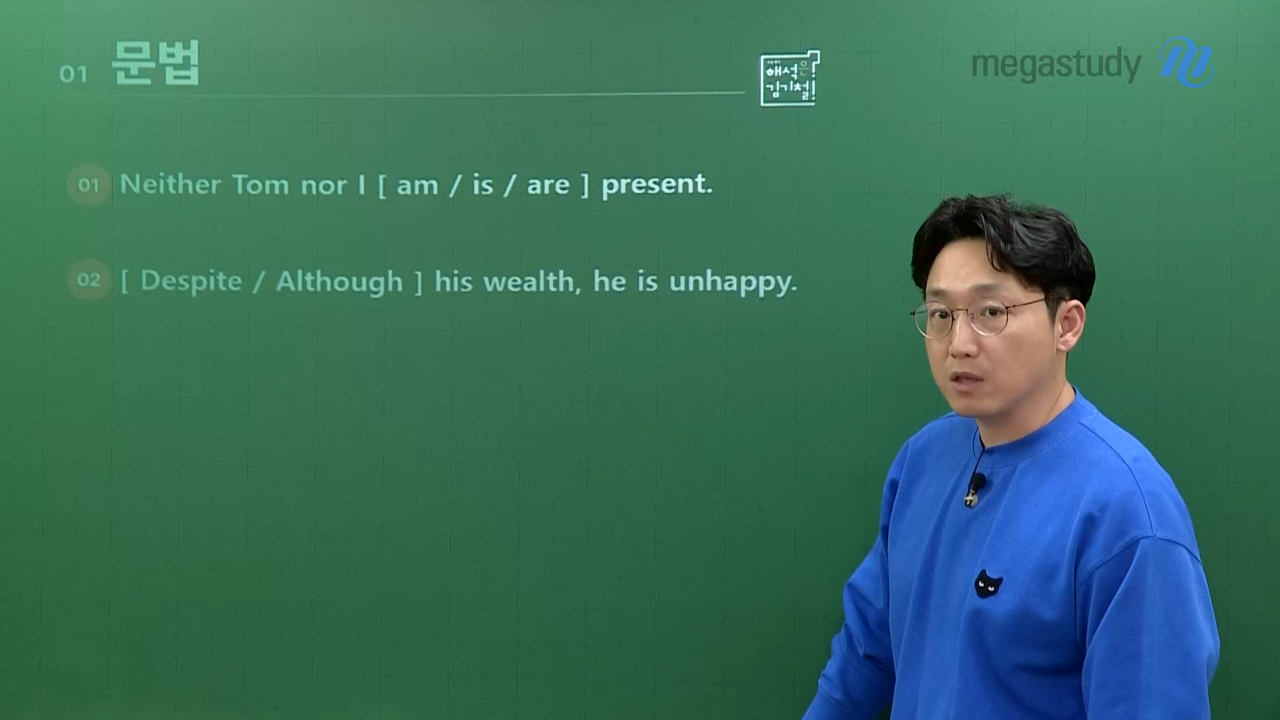 01 문법
해석은!
김기철!
megastudy
01 Neither Tom nor I [ am / is / are ] present.
02 [ Despite / Although ] his wealth, he is unhappy.